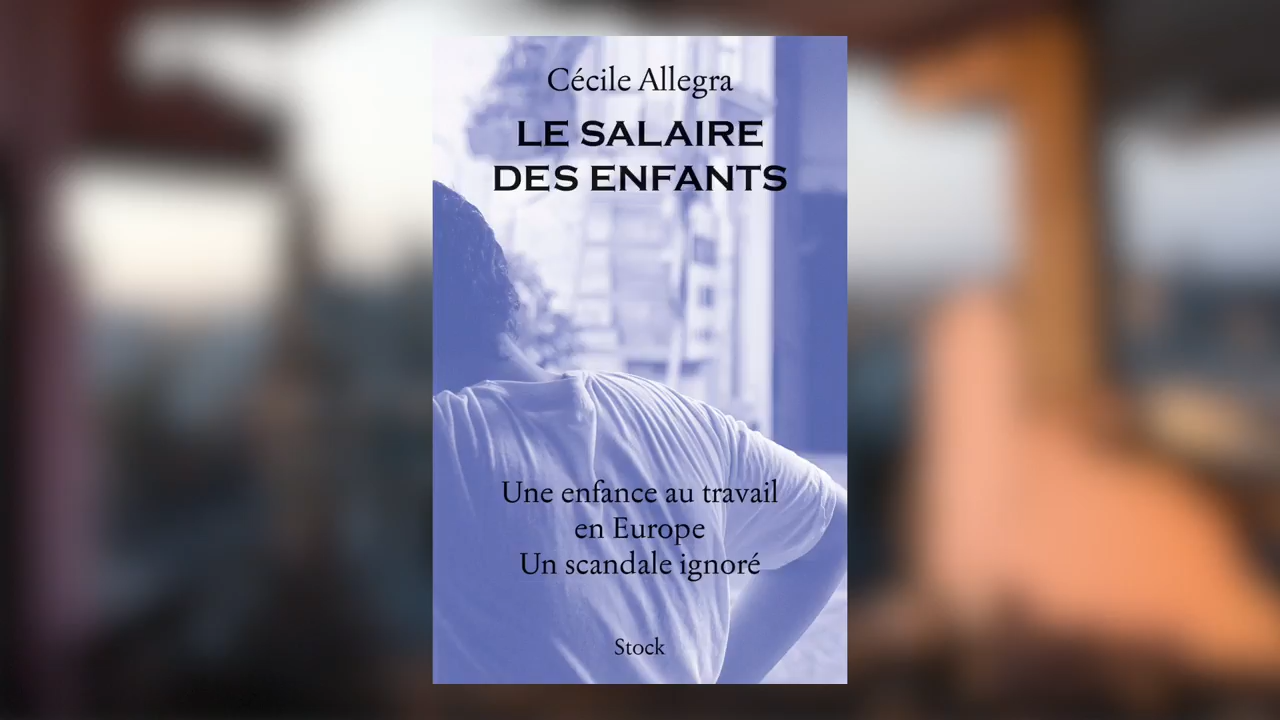 Cécile Allegra
LE SALAIRE
DES ENFANTS
Une enfance au travail
en Europe
Un scandale ignoré
Stock